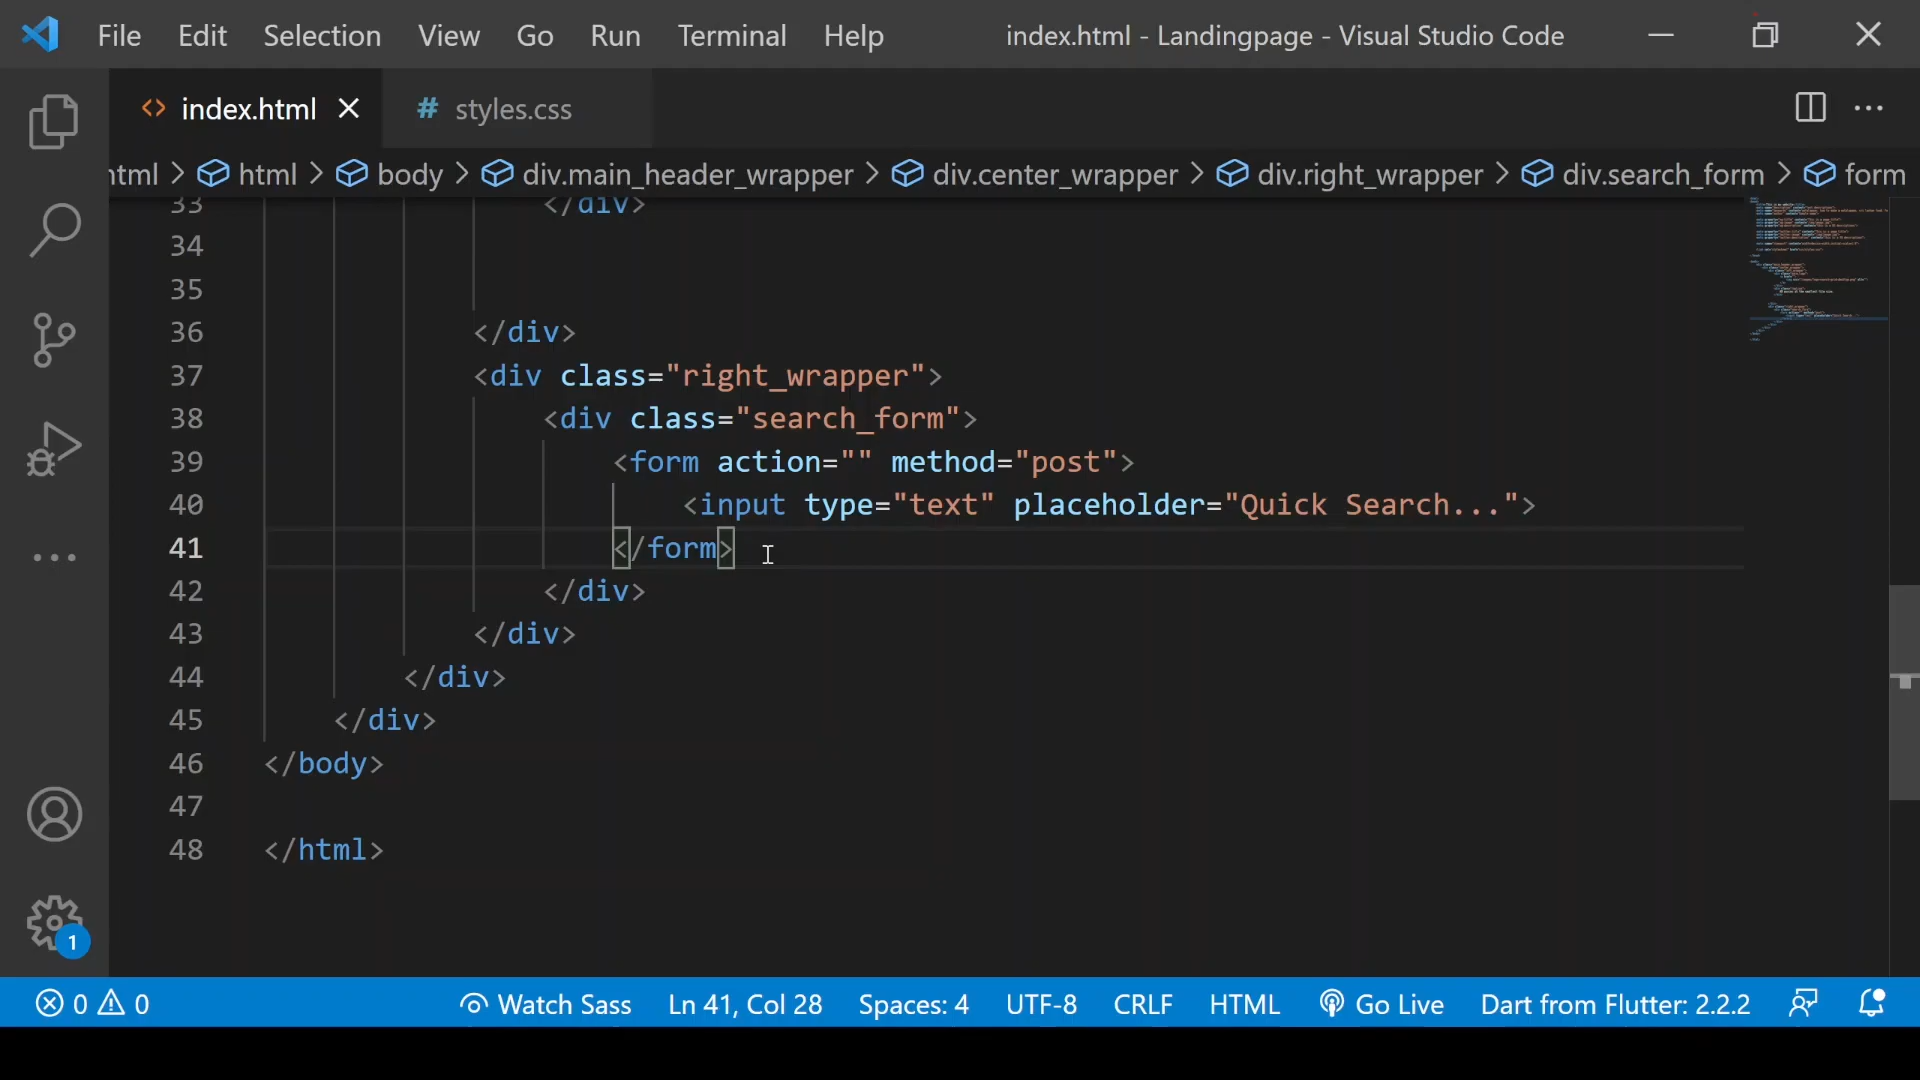 File Edit Selection View Go Run Terminal Help index.html - Landingpage - Visual Studio Code
<> index.html # styles.css
html > body > div.main_header_wrapper > div.center_wrapper > div.right_wrapper > div.search_form > form
33 </div>
34
35
36 </div>
37 <div class="right_wrapper">
38 <div class="search_form">
39 <form action="" method="post">
40 <input type="text" placeholder="Quick Search...">
41 </form>
42 </div>
43 </div>
44 </div>
45 </div>
46 </body>
47
48 </html>
1
0 0 Watch Sass Ln 41, Col 28 Spaces: 4 UTF-8 CRLF HTML Go Live Dart from Flutter: 2.2.2